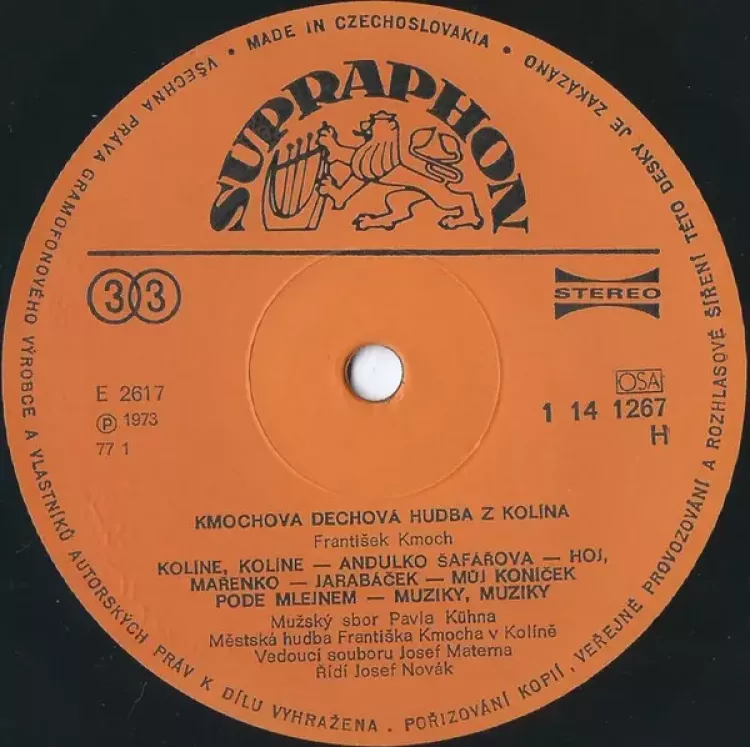 • MADE IN CZECHOSLOVAKIA •
VŠECHNA PRÁVA GRAMOFONOVÉHO VÝROBCE A VLASTNÍKŮ AUTORSKÝCH PRÁV K DÍLU VYHRAŽENA. POŘIZOVÁNÍ KOPIÍ, VEŘEJNÉ PROVOZOVÁNÍ A ROZHLASOVÉ ŠÍŘENÍ TÉTO DESKY JE ZAKÁZÁNO
SUPRAPHON
33
STEREO
E 2617
Ⓟ 1973
77 1
OSA
1 14 1267
H
KMOCHOVA DECHOVÁ HUDBA Z KOLÍNA
František Kmoch
KOLÍNE, KOLÍNE — ANDULKO ŠAFÁŘOVA — HOJ,
MAŘENKO — JARABÁČEK — MŮJ KONÍČEK
PODE MLEJNEM — MUZIKY, MUZIKY
Mužský sbor Pavla Kühna
Městská hudba Františka Kmocha v Kolíně
Vedoucí souboru Josef Materna
Řídí Josef Novák